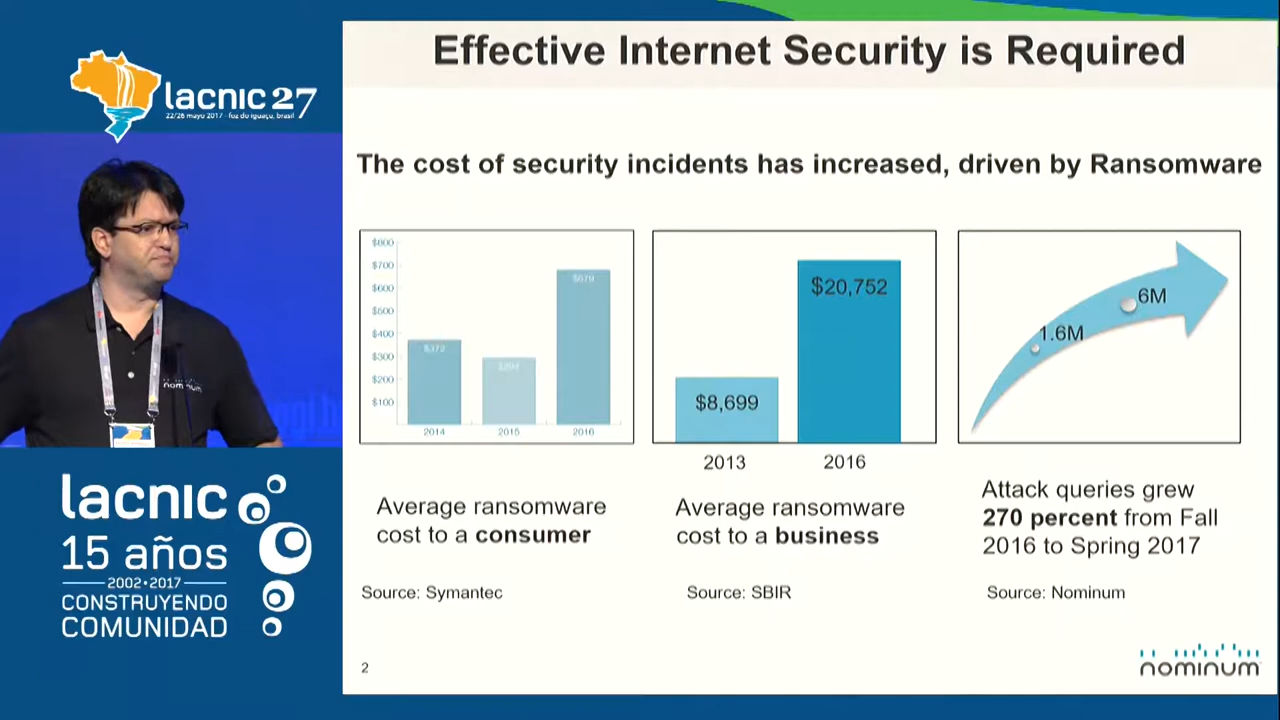 lacnic 27
22/26 mayo 2017 - foz do iguaçu, brasil
nominum
lacnic
15 años
2002•2017
CONSTRUYENDO
COMUNIDAD
Effective Internet Security is Required
The cost of security incidents has increased, driven by Ransomware
$800
$700
$600
$500
$400
$300
$200
$100
$372
$679
2014
2015
2016
Average ransomware
cost to a consumer
Source: Symantec
$8,699
$20,752
2013
2016
Average ransomware
cost to a business
Source: SBIR
1.6M
6M
Attack queries grew
270 percent from Fall
2016 to Spring 2017
Source: Nominum
2
nominum